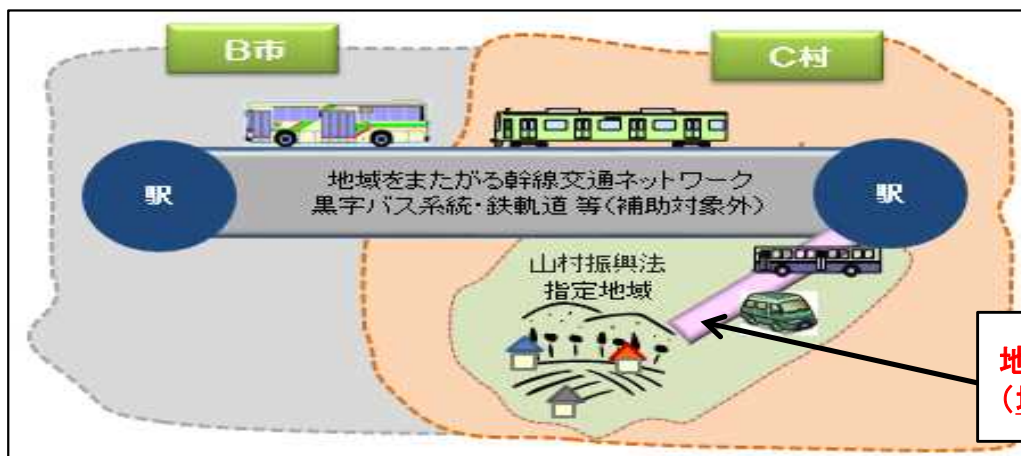 B市
C村
駅
地域をまたがる幹線交通ネットワーク
黒字バス系統・鉄軌道 等(補助対象外)
駅
山村振興法
指定地域
地
(